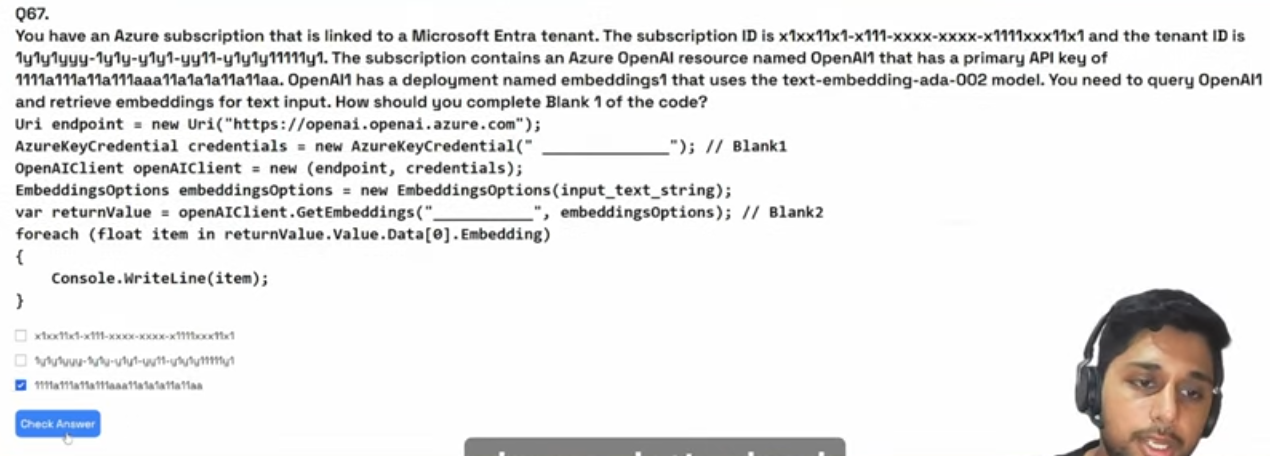 Q67.
You have an Azure subscription that is linked to a Microsoft Entra tenant. The subscription ID is x1xx11x1-x111-xxxx-xxxx-x1111xxx11x1 and the tenant ID is
1y1y1yyy-1y1y-y1y1-yy11-y1y1y11111y1. The subscription contains an Azure OpenAI resource named OpenAI1 that has a primary API key of
1111a111a11a111aaa11a1a1a11a11aa. OpenAI1 has a deployment named embeddings1 that uses the text-embedding-ada-002 model. You need to query OpenAI1
and retrieve embeddings for text input. How should you complete Blank 1 of the code?
Uri endpoint = new Uri("https://openai.openai.azure.com");
AzureKeyCredential credentials = new AzureKeyCredential(" ______________"); // Blank1
OpenAIClient openAIClient = new (endpoint, credentials);
EmbeddingsOptions embeddingsOptions = new EmbeddingsOptions(input_text_string);
var returnValue = openAIClient.GetEmbeddings("___________", embeddingsOptions); // Blank2
foreach (float item in returnValue.Value.Data[0].Embedding)
{
Console.WriteLine(item);
}
x1xx11x1-x111-xxxx-xxxx-x1111xxx11x1
1y1y1yyy-1y1y-y1y1-yy11-y1y1y11111y1
1111a111a11a111aaa11a1a1a11a11aa
Check Answer